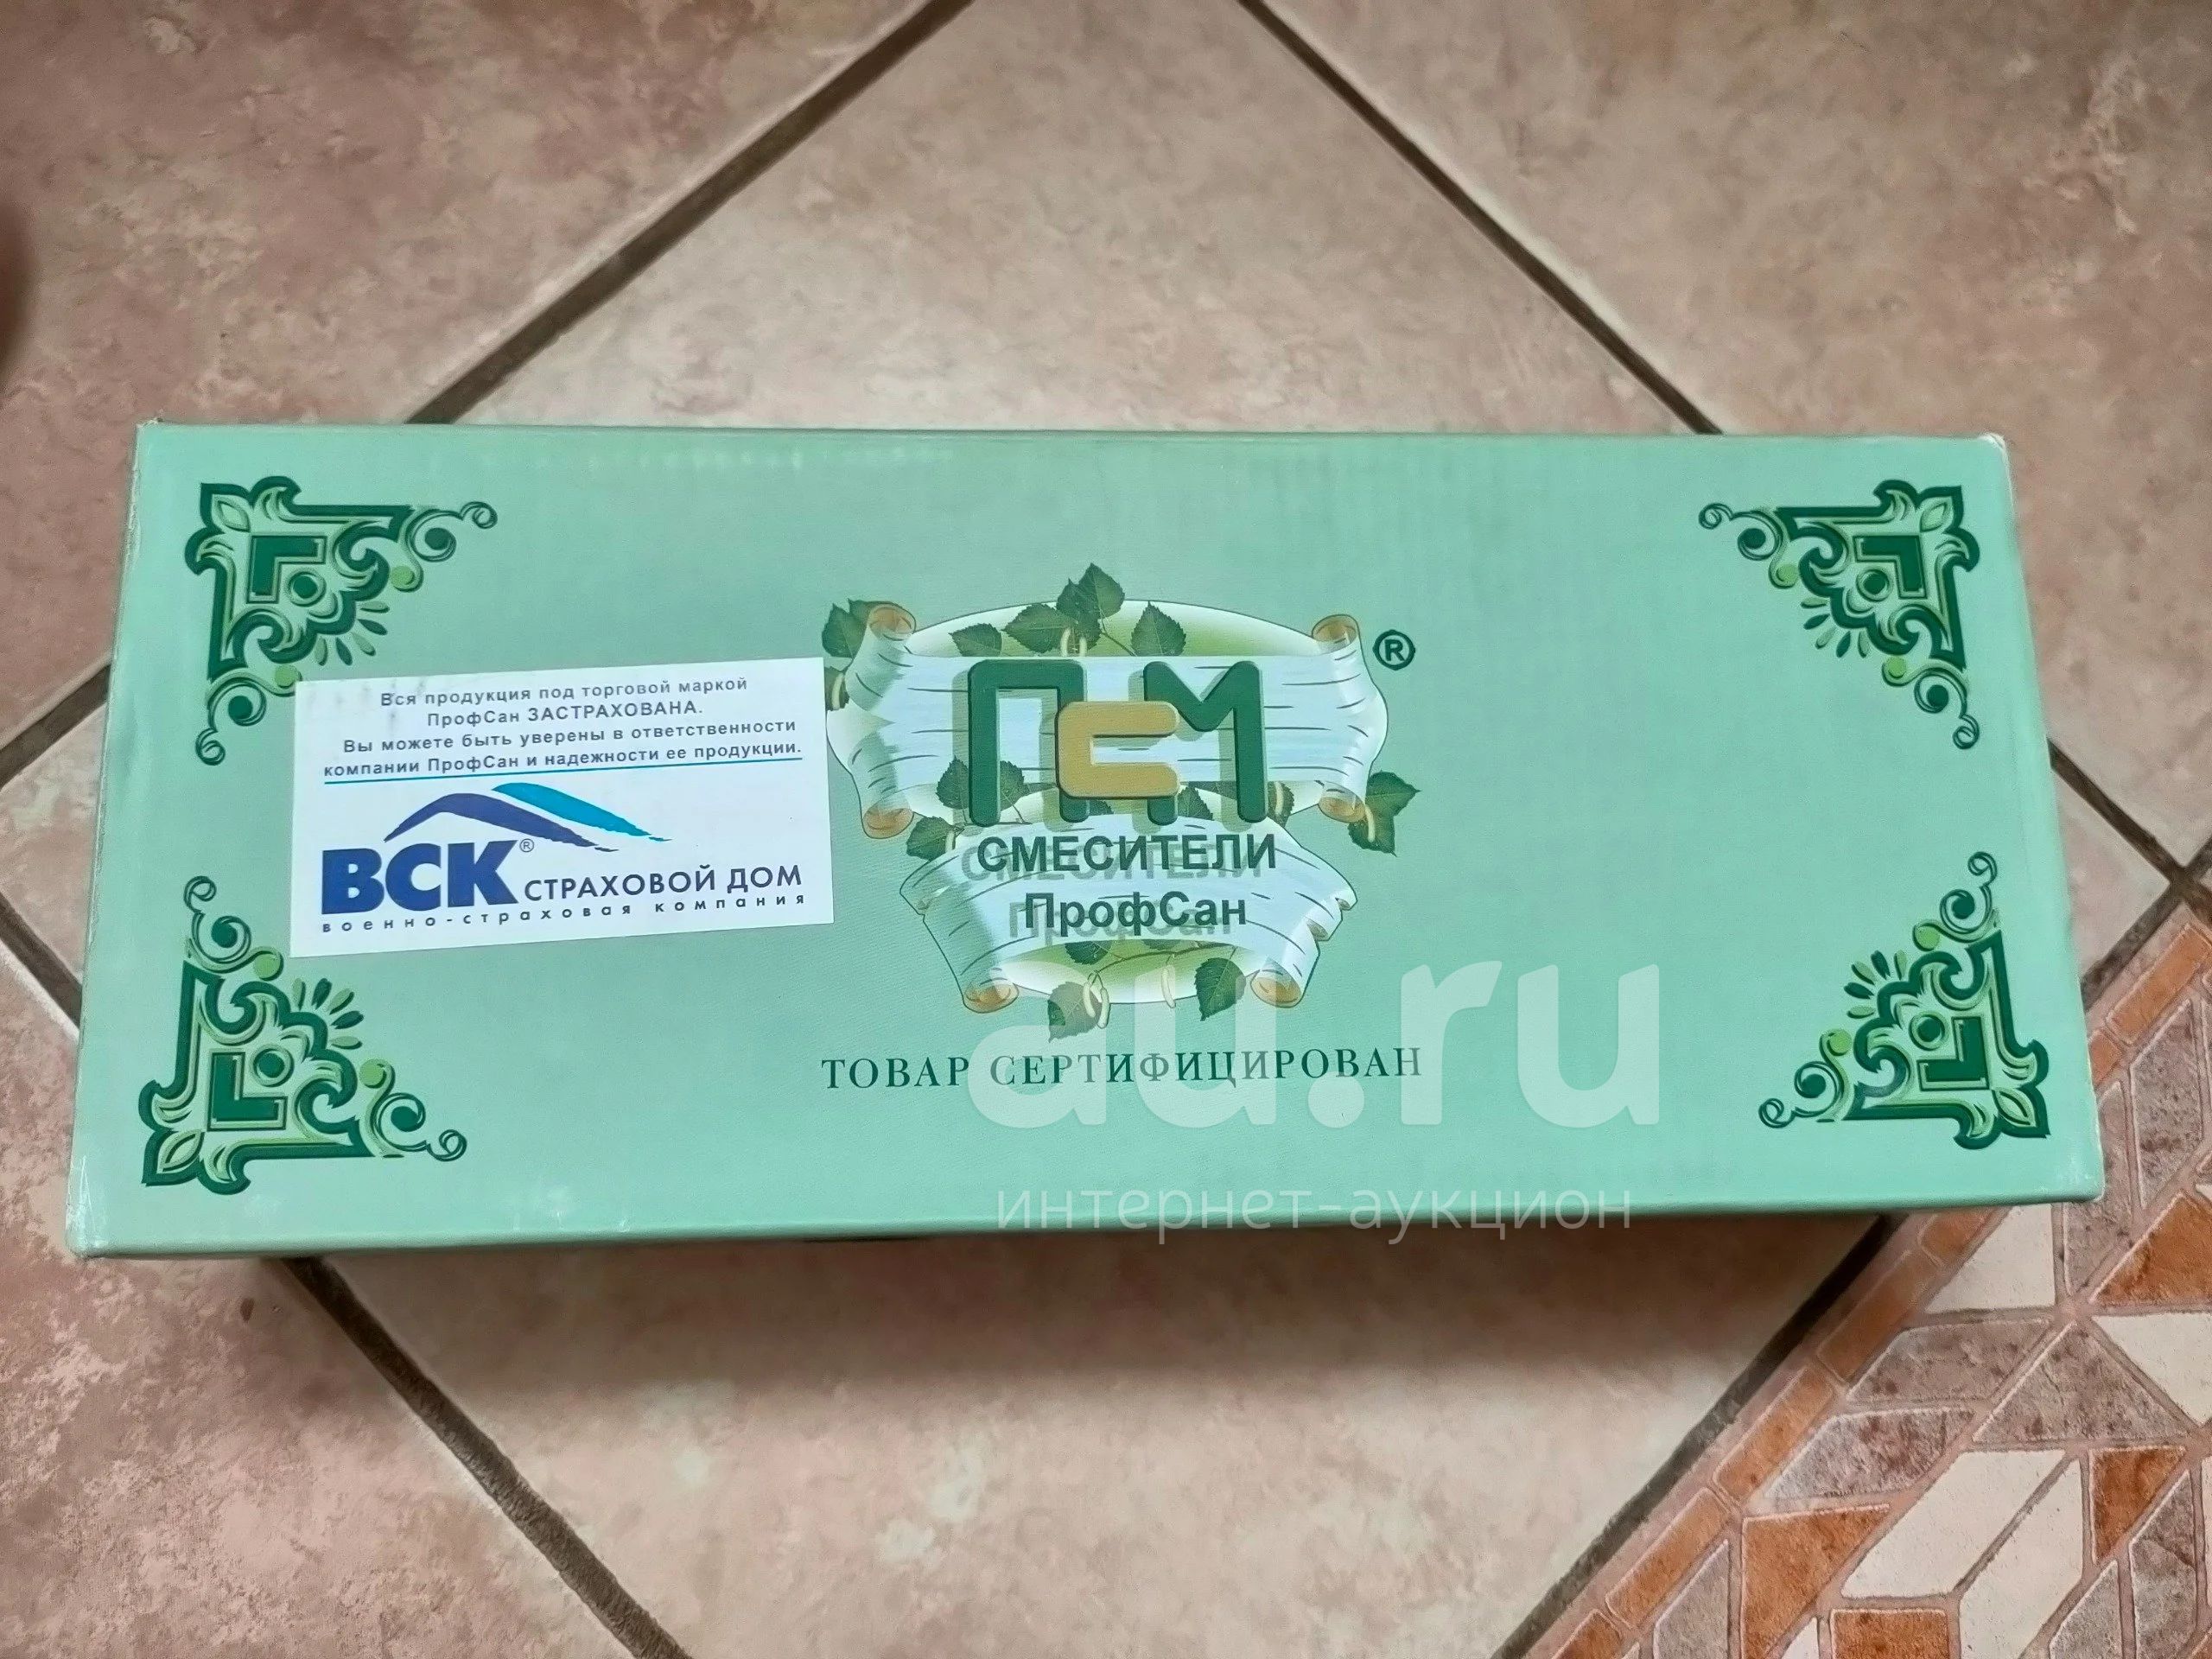 Вся продукция под торговой маркой
ПрофСан ЗАСТРАХОВАНА.
Вы можете быть уверены в ответственности
компании ПрофСан и надежности ее продукции.
ВСК® СТРАХОВОЙ ДОМ
военно-страховая компания
ПСМ ®
СМЕСИТЕЛИ
ПрофСан
ТОВАР СЕРТИФИЦИРОВАН
au.ru
интернет-аукцион